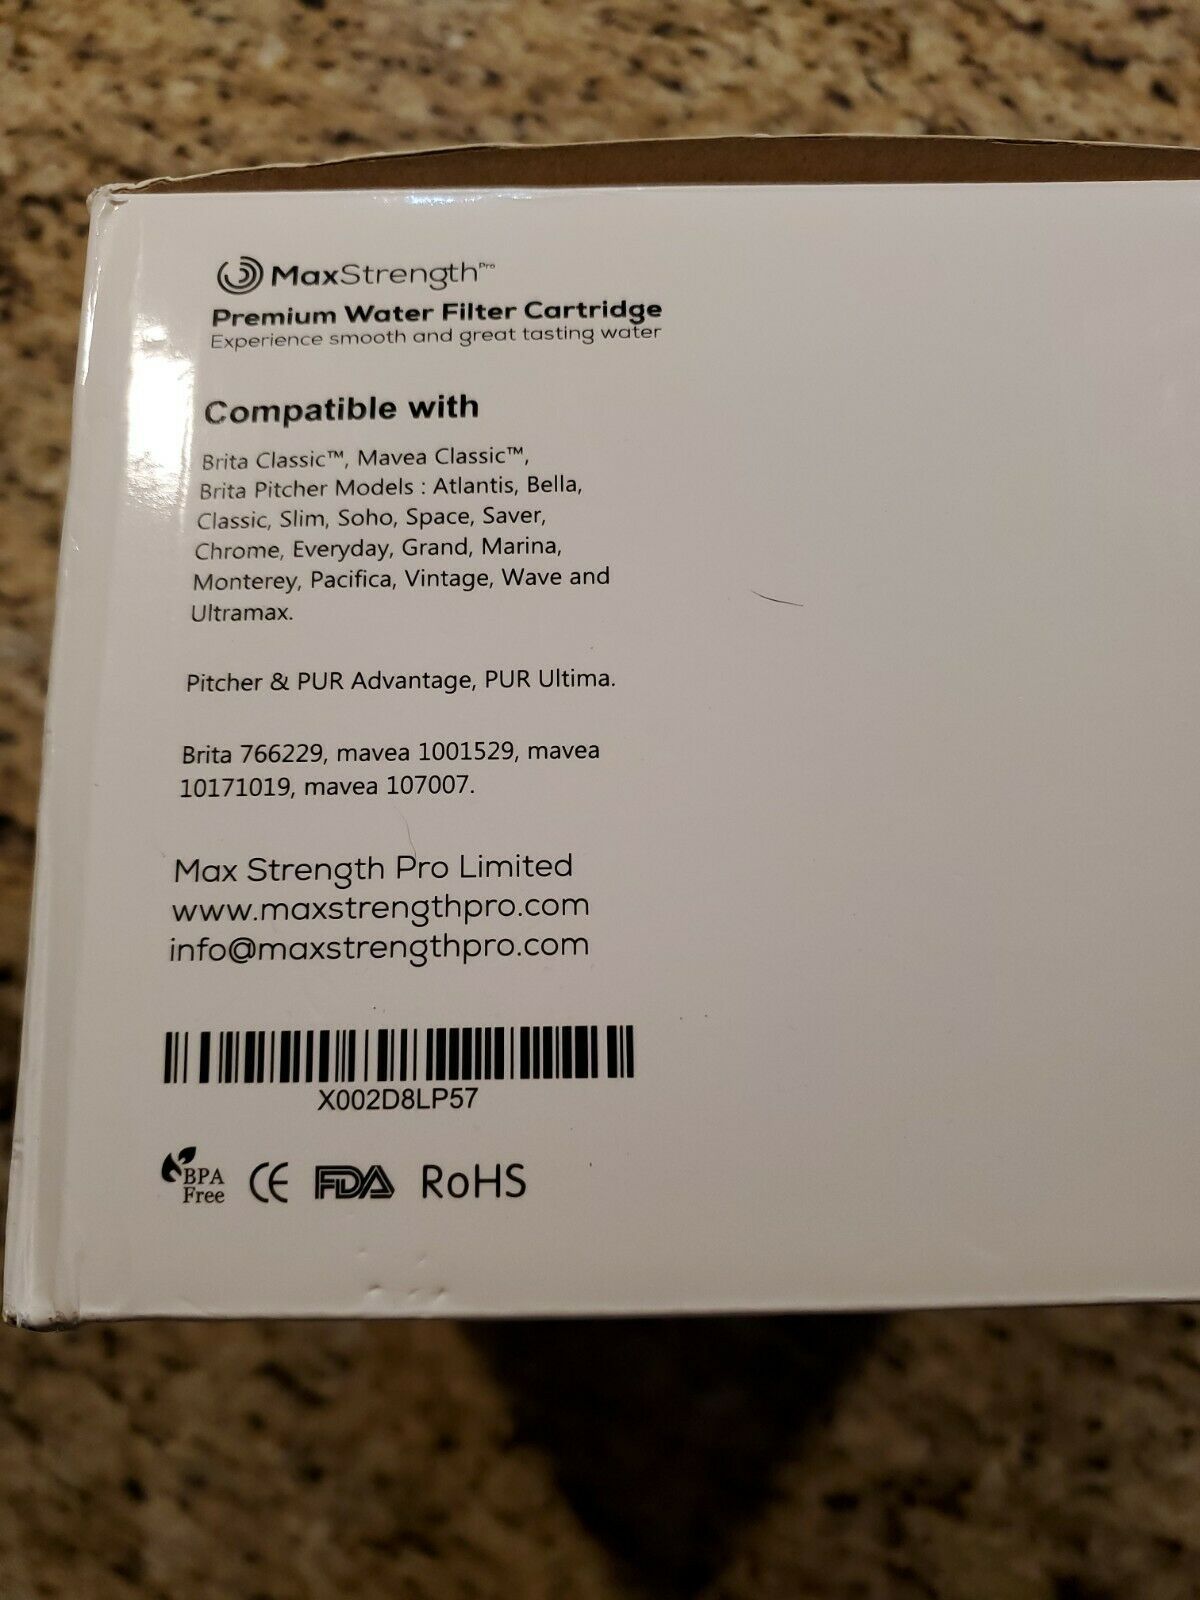 MaxStrength Pro
Premium Water Filter Cartridge
Experience smooth and great tasting water
Compatible with
Brita Classic™, Mavea Classic™,
Brita Pitcher Models : Atlantis, Bella,
Classic, Slim, Soho, Space, Saver,
Chrome, Everyday, Grand, Marina,
Monterey, Pacifica, Vintage, Wave and
Ultramax.
Pitcher & PUR Advantage, PUR Ultima.
Brita 766229, mavea 1001529, mavea
10171019, mavea 107007.
Max Strength Pro Limited
www.maxstrengthpro.com
info@maxstrengthpro.com
X002D8LP57
BPA
Free
CE FDA RoHS